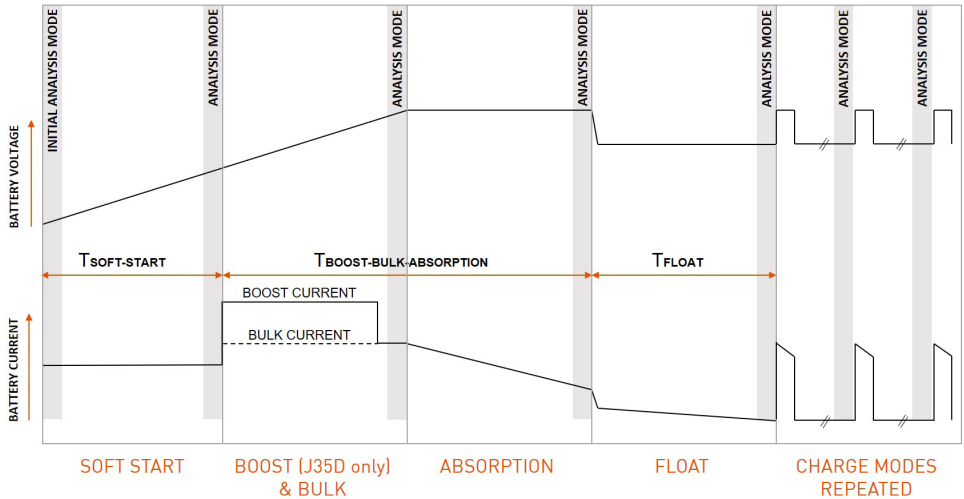 INITIAL ANALYSIS MODE
ANALYSIS MODE
ANALYSIS MODE
ANALYSIS MODE
ANALYSIS MODE
ANALYSIS MODE
ANALYSIS MODE
BATTERY VOLTAGE
TSOFT-START
TBOOST-BULK-ABSORPTION
TFLOAT
BOOST CURRENT
BULK CURRENT
BATTERY CURRENT
SOFT START
BOOST (J35D only)
& BULK
ABSORPTION
FLOAT
CHARGE MODES
REPEATED